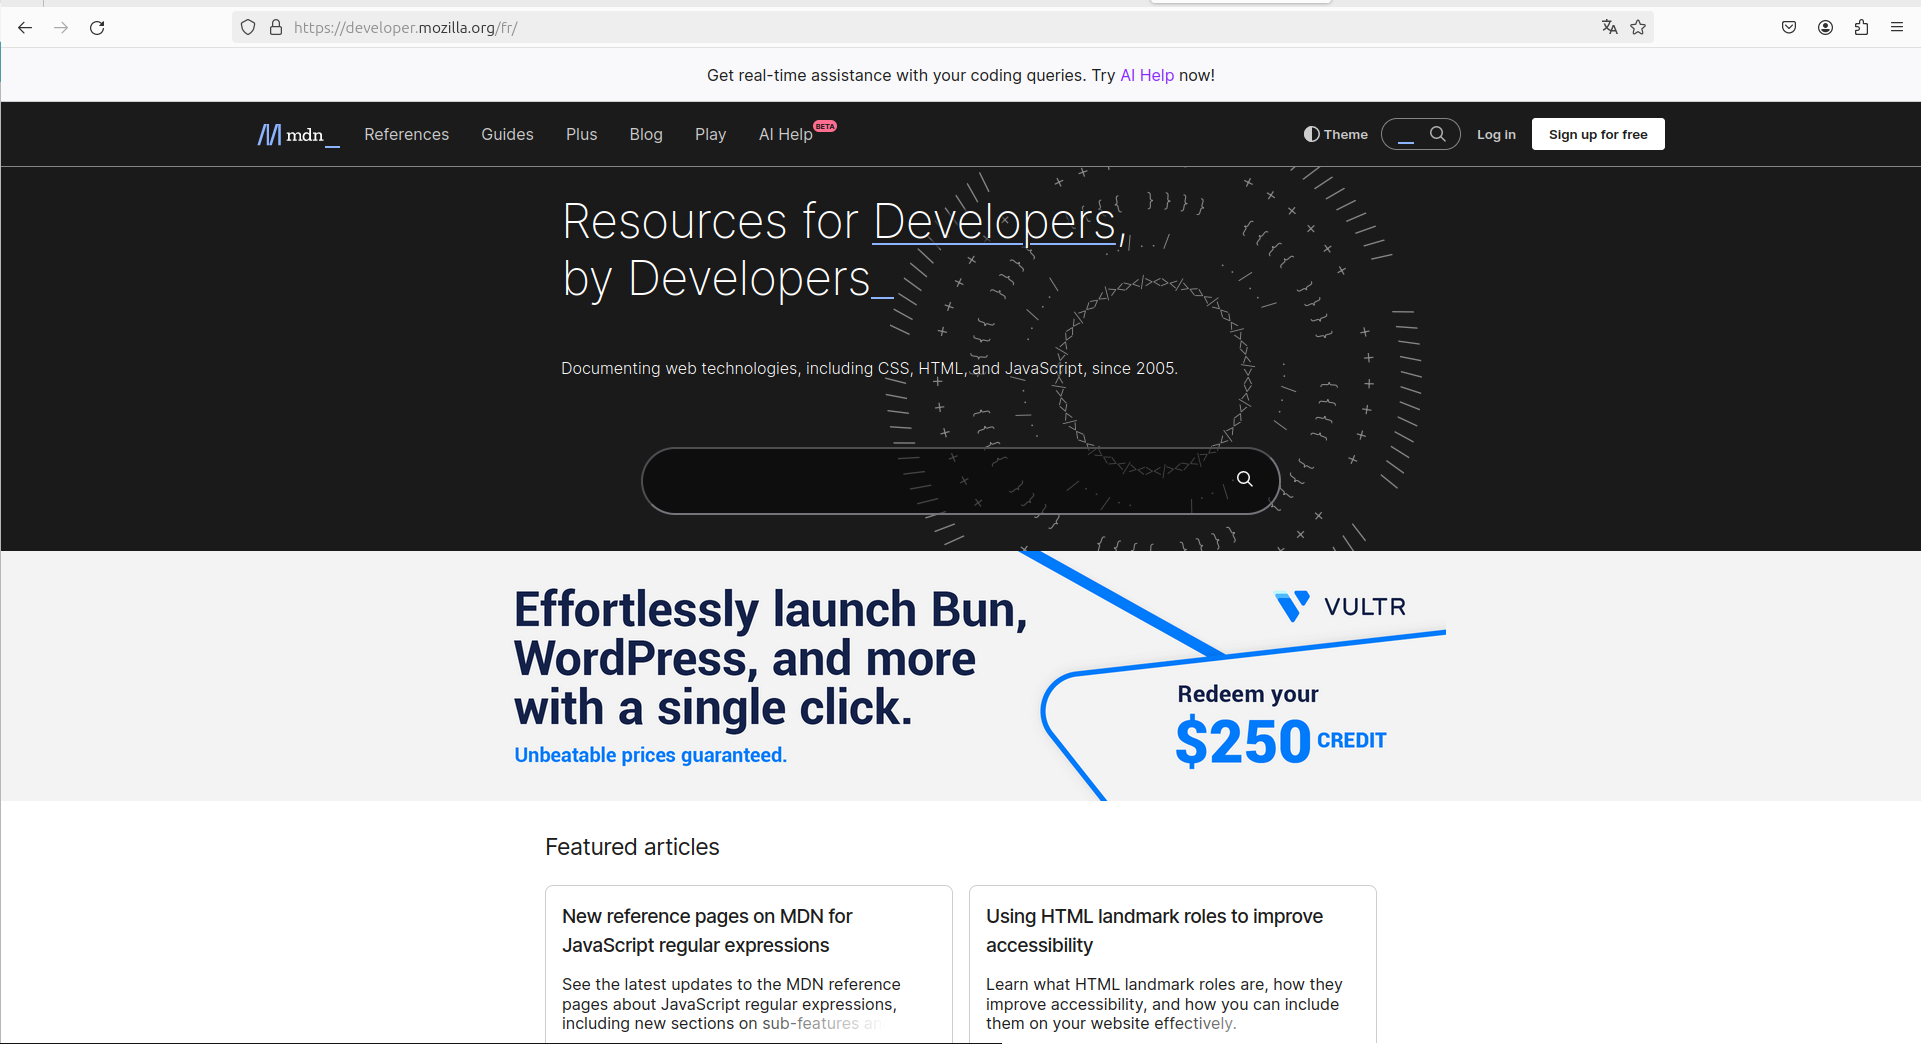 https://developer.mozilla.org/fr/
Get real-time assistance with your coding queries. Try AI Help now!
mdn_
References
Guides
Plus
Blog
Play
AI Help BETA
Theme
Log in
Sign up for free
Resources for Developers,
by Developers_
Documenting web technologies, including CSS, HTML, and JavaScript, since 2005.
Effortlessly launch Bun,
WordPress, and more
with a single click.
Unbeatable prices guaranteed.
VULTR
Redeem your
$250 CREDIT
Featured articles
New reference pages on MDN for
JavaScript regular expressions
See the latest updates to the MDN reference
pages about JavaScript regular expressions,
including new sections on sub-features an
Using HTML landmark roles to improve
accessibility
Learn what HTML landmark roles are, how they
improve accessibility, and how you can include
them on your website effectively.